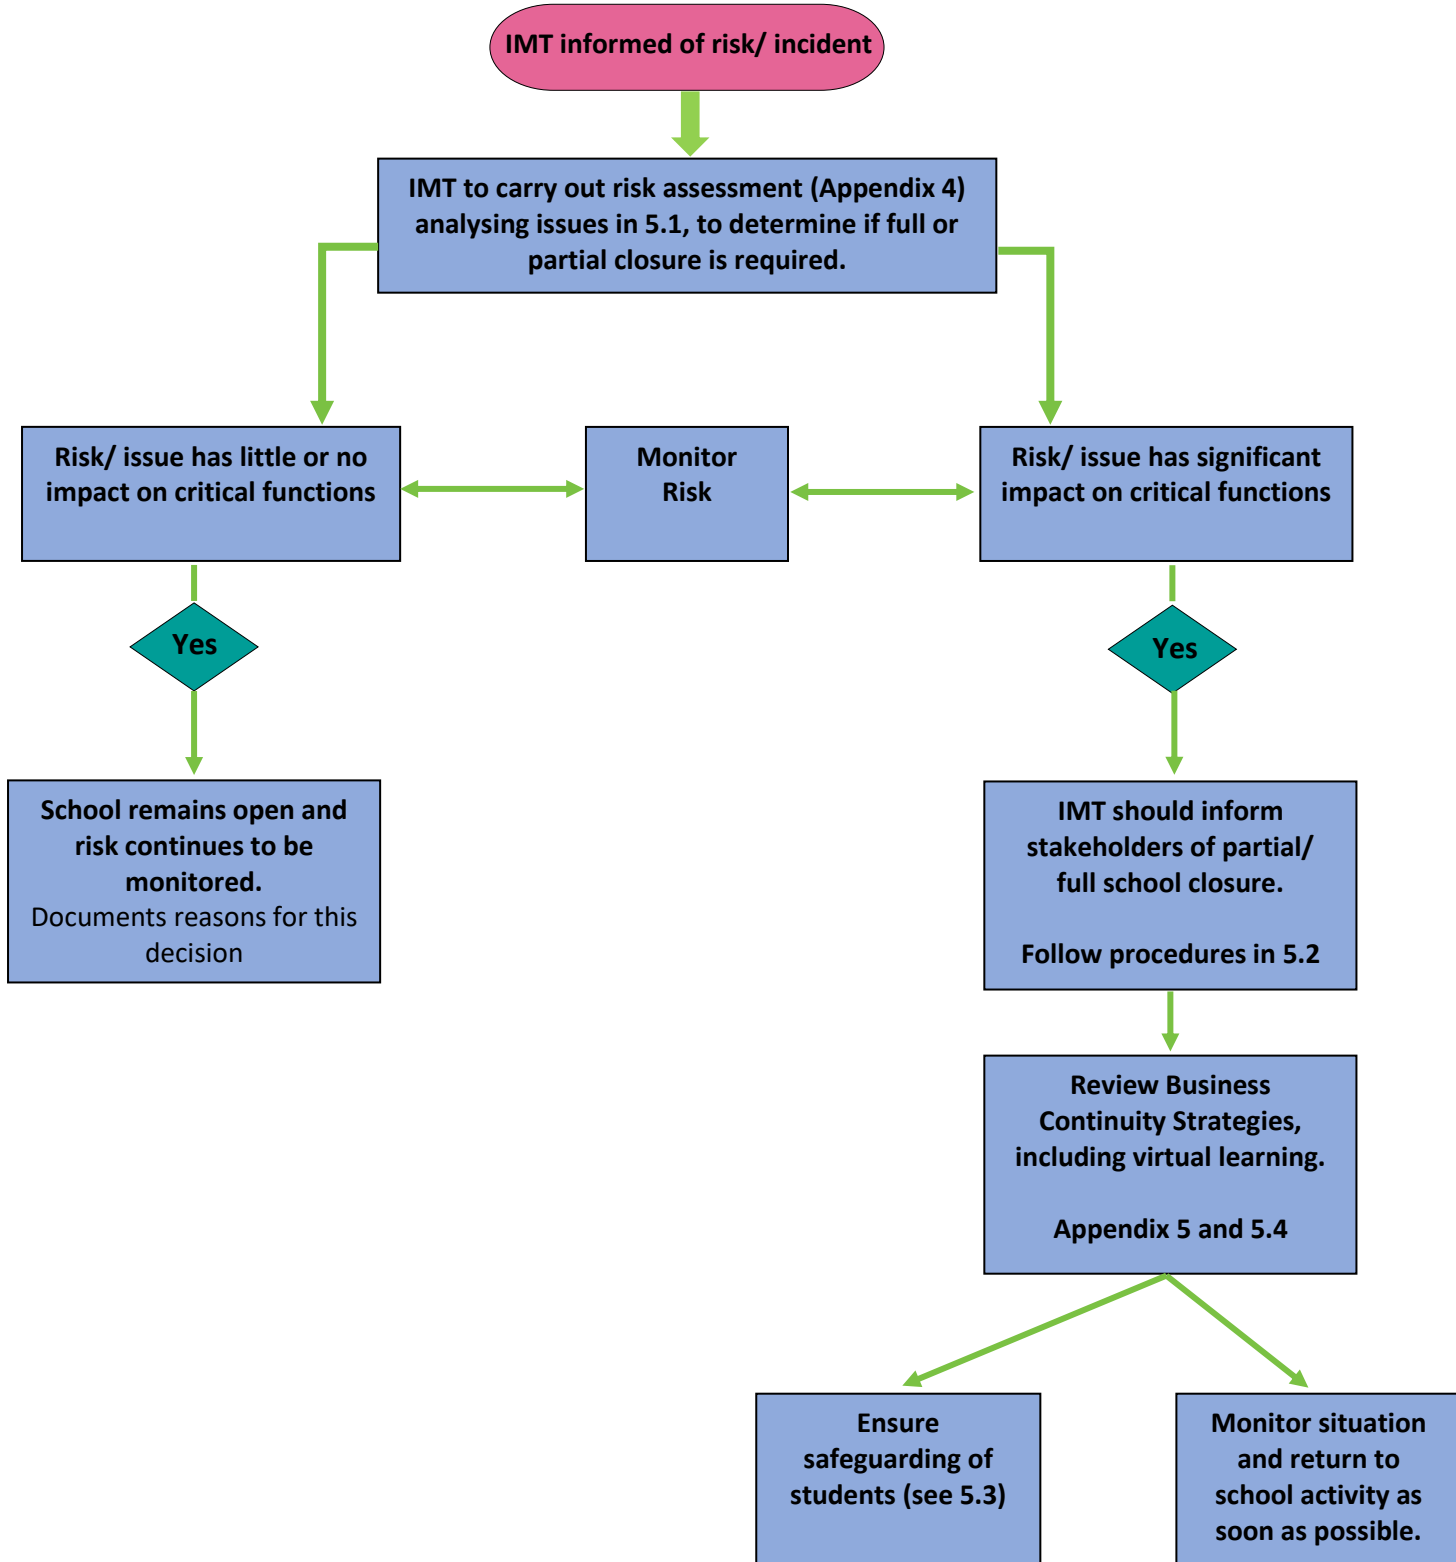 IMT informed of risk/ incident
IMT to carry out risk assessment (Appendix 4)
analysing issues in 5.1, to determine if full or
partial closure is required.
Risk/ issue has little or no
impact on critical functions
Monitor
Risk
Risk/ issue has significant
impact on critical functions
Yes
Yes
School remains open and
risk continues to be
monitored.
Documents reasons for this
decision
IMT should inform
stakeholders of partial/
full school closure.
Follow procedures in 5.2
Review Business
Continuity Strategies,
including virtual learning.
Appendix 5 and 5.4
Ensure
safeguarding of
students (see 5.3)
Monitor situation
and return to
school activity as
soon as possible.